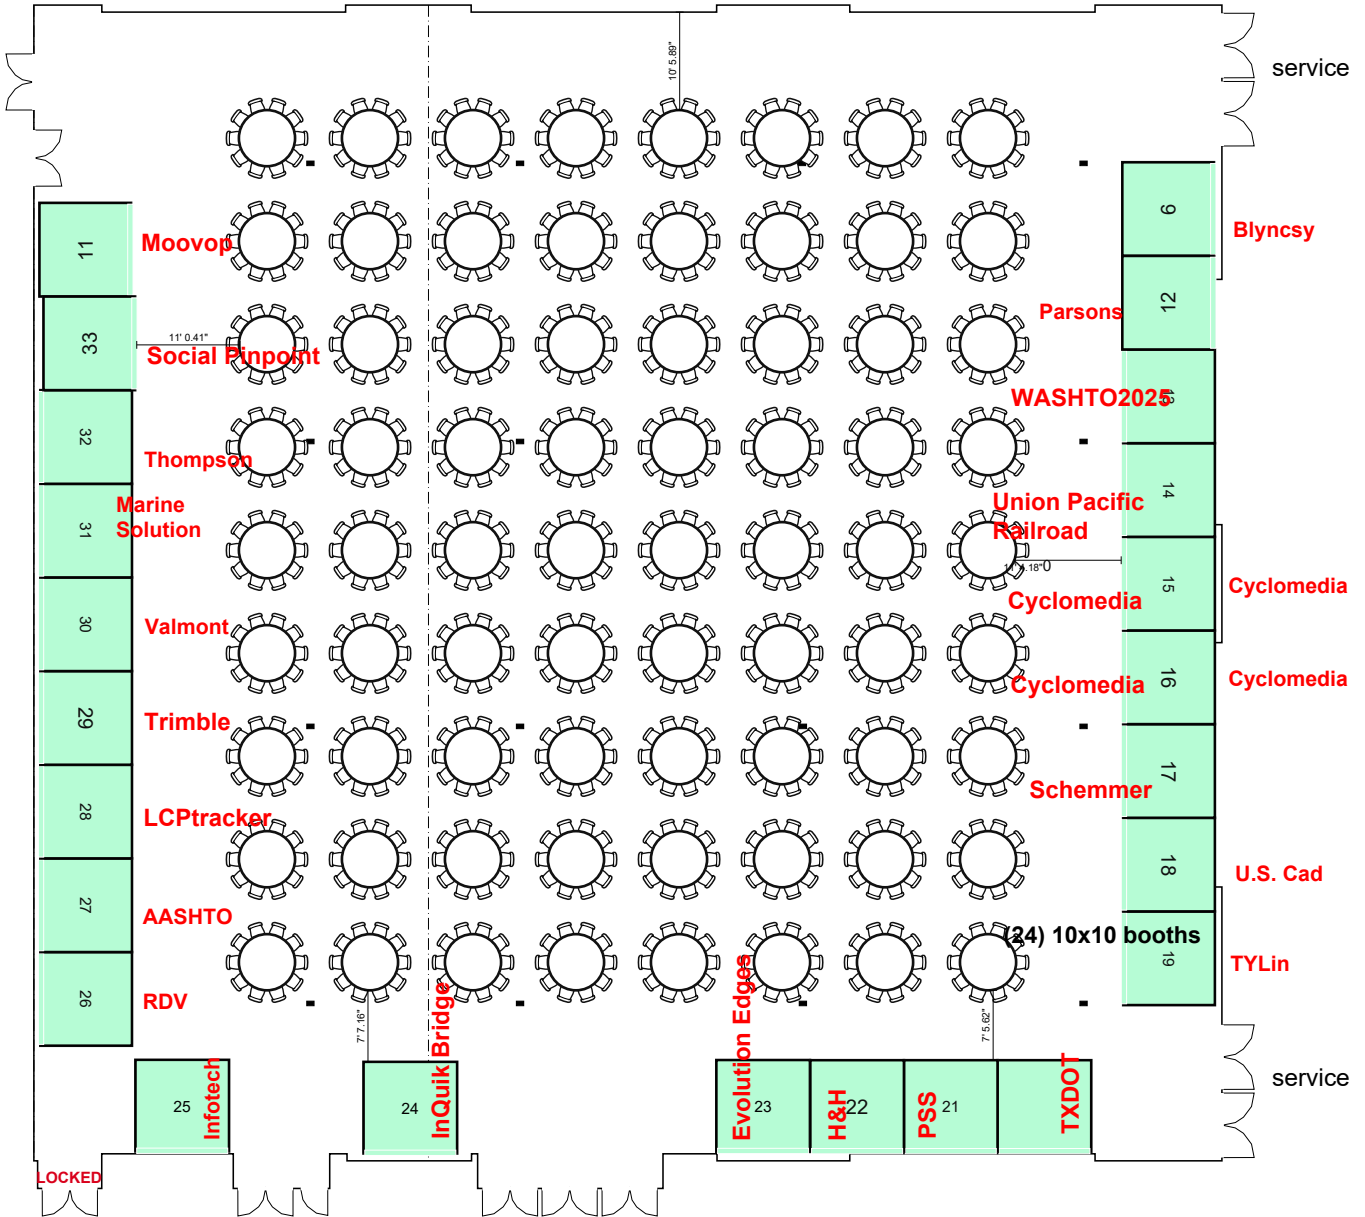 10' 5.89"
service
9
Blyncsy
11
Moovop
12
Parsons
33
11' 0.41"
Social Pinpoint
WASHTO2025
32
Thompson
14
Union Pacific
Railroad
Marine
Solution
31
15
Cyclomedia
Cyclomedia
30
Valmont
16
Cyclomedia
Cyclomedia
29
Trimble
17
Schemmer
28
LCPtracker
18
U.S. Cad
27
AASHTO
(24) 10x10 booths
19
TYLin
26
RDV
7' 7.16"
7' 5.62"
25
Infotech
24
InQuik Bridge
Evolution Edges
23
H&H
22
PSS
21
TXDOT
service
LOCKED